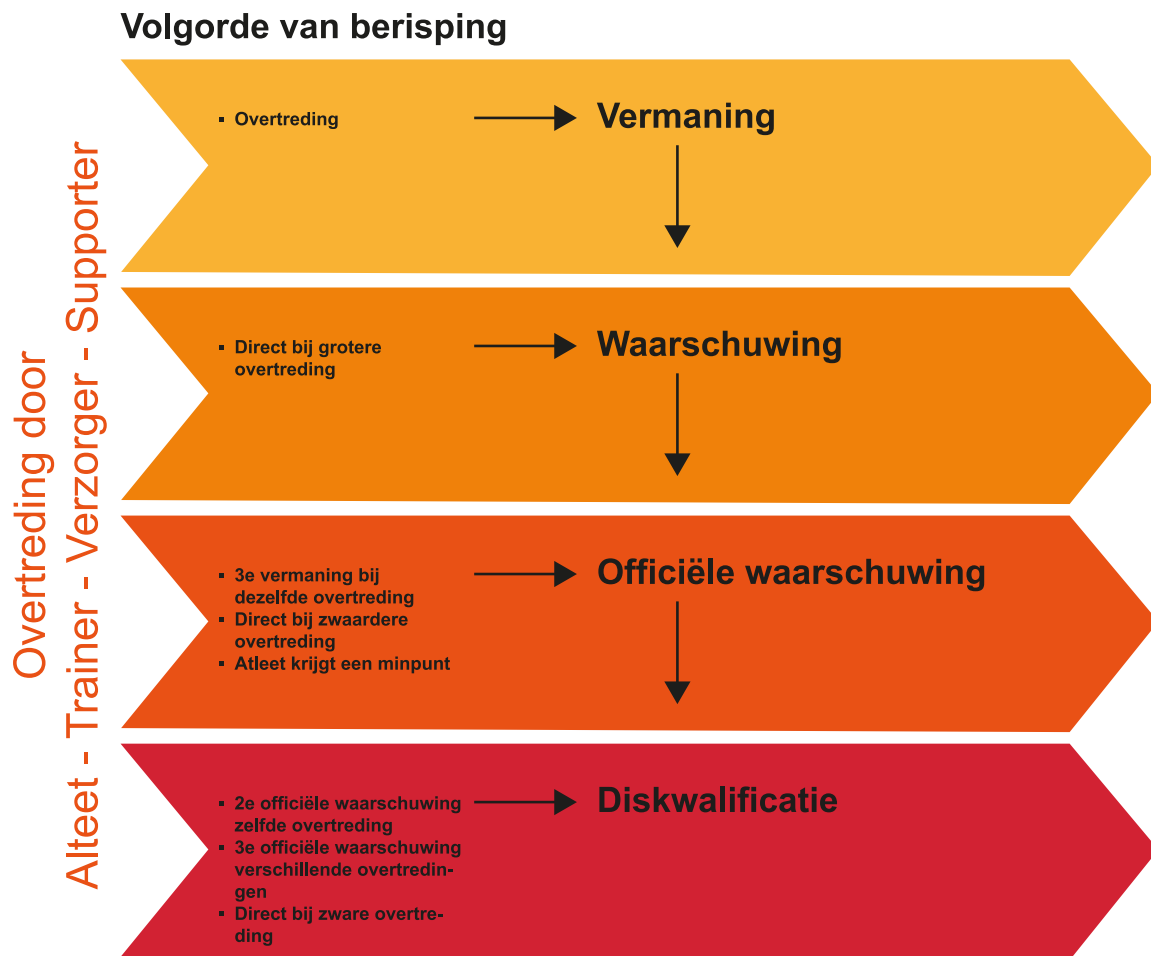 Volgorde van berisping
Overtreding door
Alteet - Trainer - Verzorger - Supporter
▪ Overtreding
Vermaning
▪ Direct bij grotere
overtreding
Waarschuwing
▪ 3e vermaning bij
dezelfde overtreding
▪ Direct bij zwaardere
overtreding
▪ Atleet krijgt een minpunt
Officiële waarschuwing
▪ 2e officiële waarschuwing
zelfde overtreding
▪ 3e officiële waarschuwing
verschillende overtredin-
gen
▪ Direct bij zware overtre-
ding
Diskwalificatie